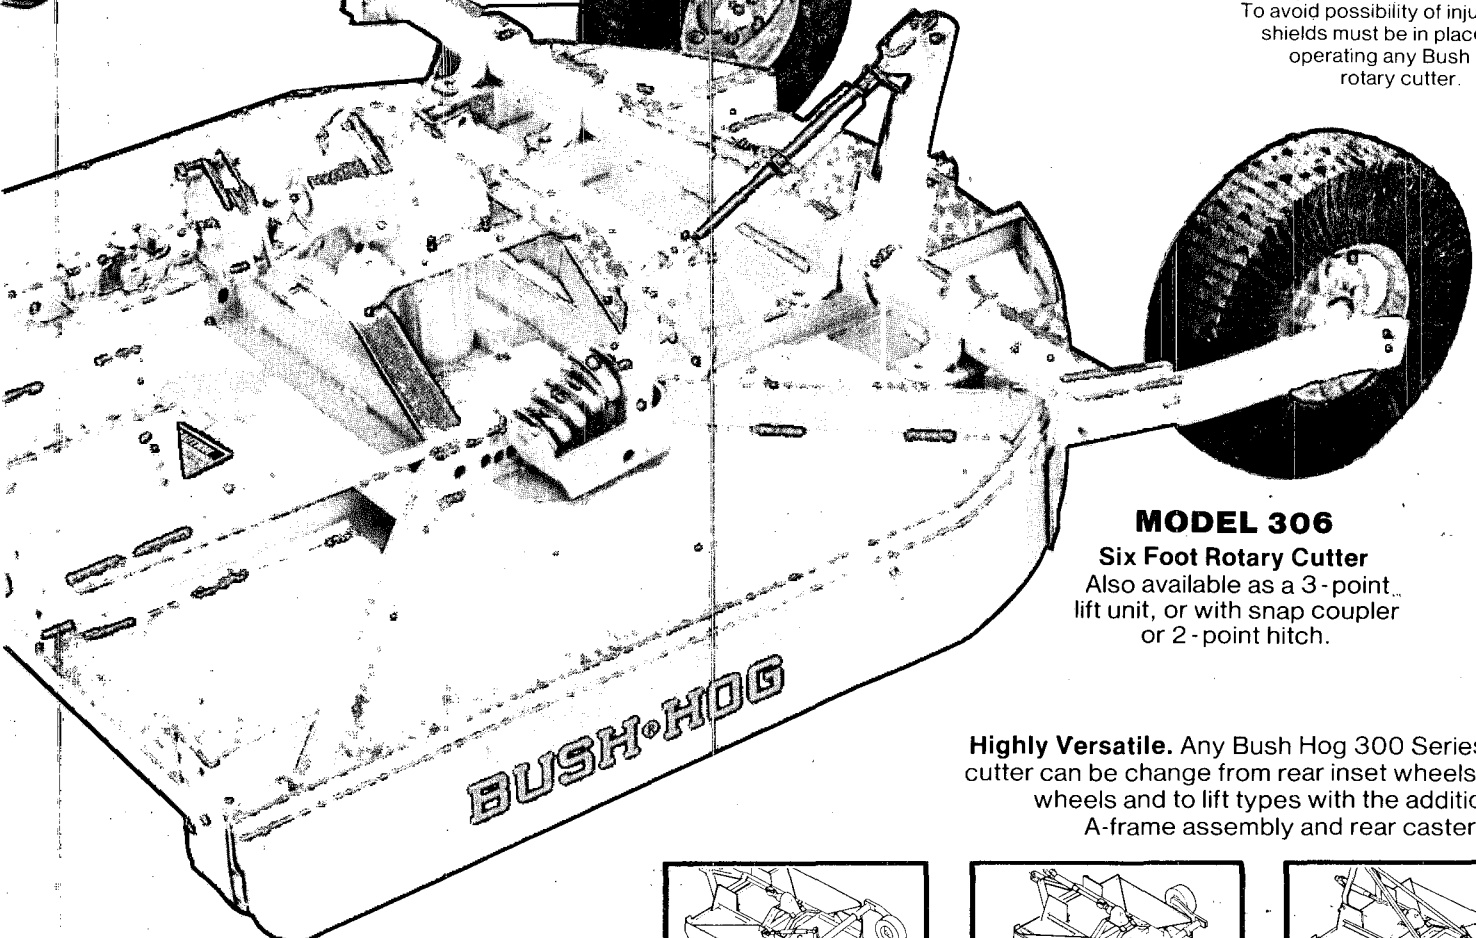 To avoid possibility of inju
shields must be in place
operating any Bush
rotary cutter.
MODEL 306
Six Foot Rotary Cutter
Also available as a 3-point
lift unit, or with snap coupler
or 2-point hitch.
BUSH®HOG
Highly Versatile. Any Bush Hog 300 Series
cutter can be change from rear inset wheels
wheels and to lift types with the additio
A-frame assembly and rear caster